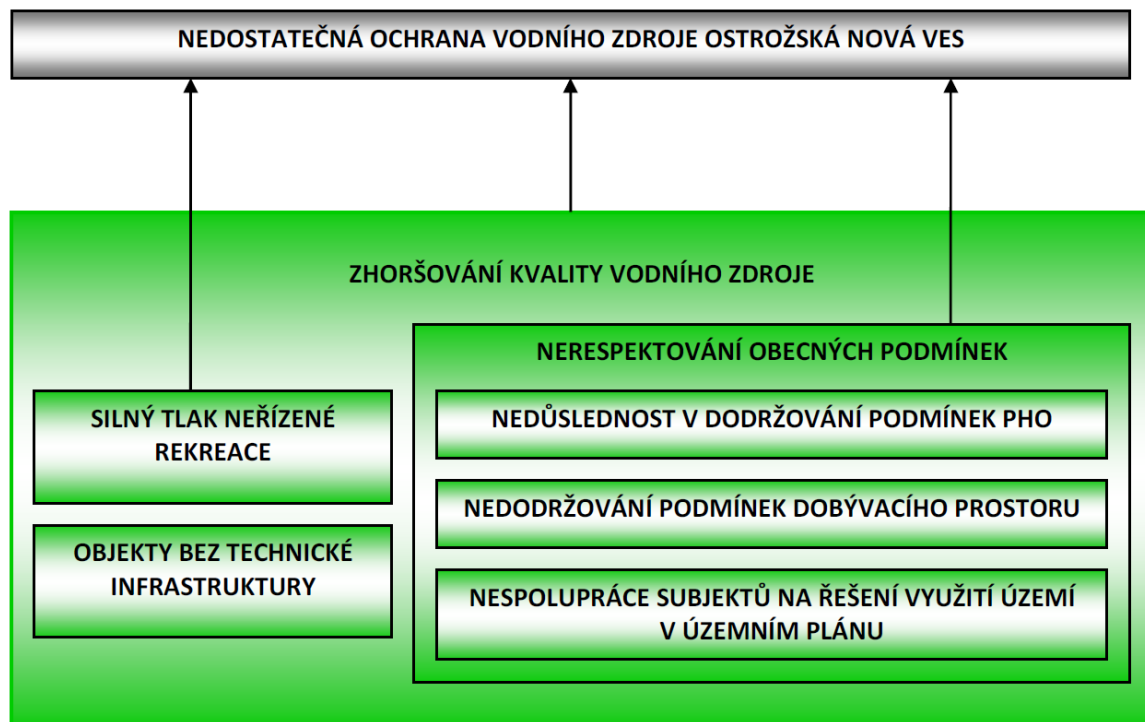 NEDOSTATEČNÁ OCHRANA VODNÍHO ZDROJE OSTROŽSKÁ NOVÁ VES
ZHORŠOVÁNÍ KVALITY VODNÍHO ZDROJE
NERESPEKTOVÁNÍ OBECNÝCH PODMÍNEK
SILNÝ TLAK NEŘÍZENÉ
REKREACE
OBJEKTY BEZ TECHNICKÉ
INFRASTRUKTURY
NEDŮSLEDNOST V DODRŽOVÁNÍ PODMÍNEK PHO
NEDODRŽOVÁNÍ PODMÍNEK DOBÝVACÍHO PROSTORU
NESPOLUPRÁCE SUBJEKTŮ NA ŘEŠENÍ VYUŽITÍ ÚZEMÍ
V ÚZEMNÍM PLÁNU